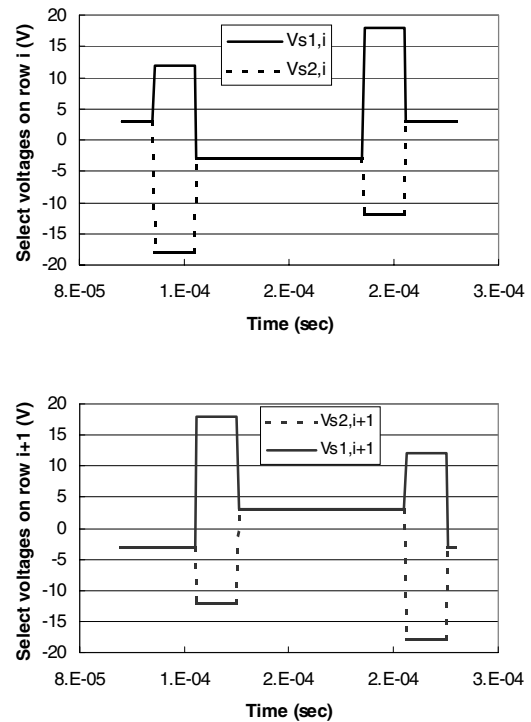 Select voltages on row i (V)
20
15
10
5
0
-5
-10
-15
-20
Vs1,i
Vs2,i
8.E-05
1.E-04
2.E-04
2.E-04
3.E-04
Time (sec)
Select voltages on row i+1 (V)
20
15
10
5
0
-5
-10
-15
-20
Vs2,i+1
Vs1,i+1
8.E-05
1.E-04
2.E-04
2.E-04
3.E-04
Time (sec)